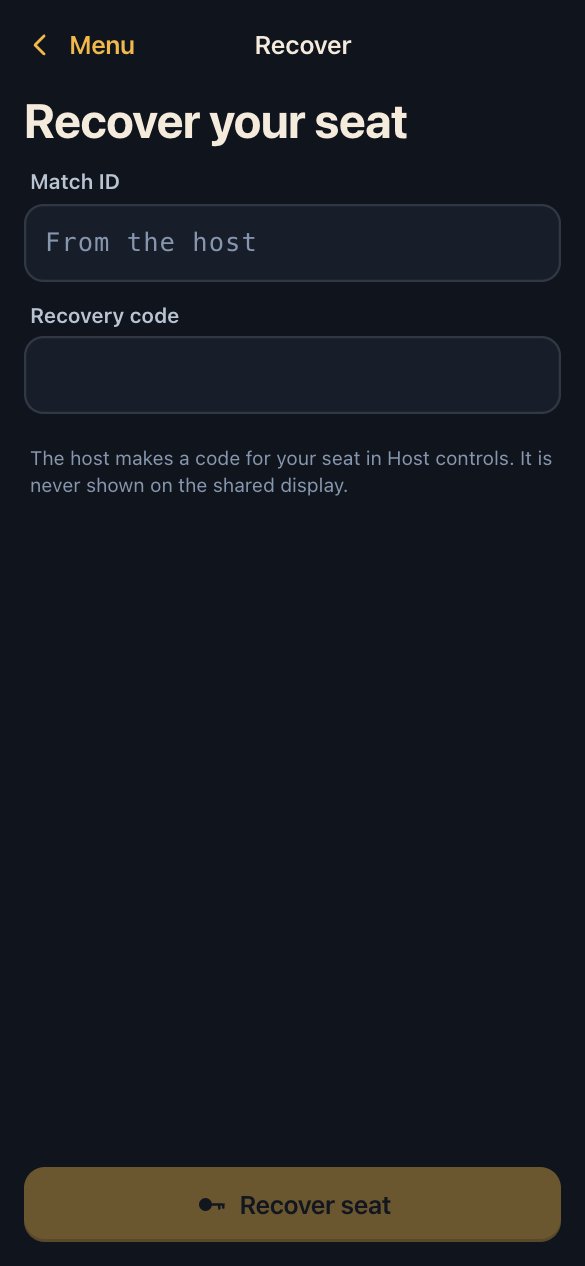 Menu
Recover
Recover your seat
Match ID
From the host
Recovery code
The host makes a code for your seat in Host controls. It is
never shown on the shared display.
Recover seat